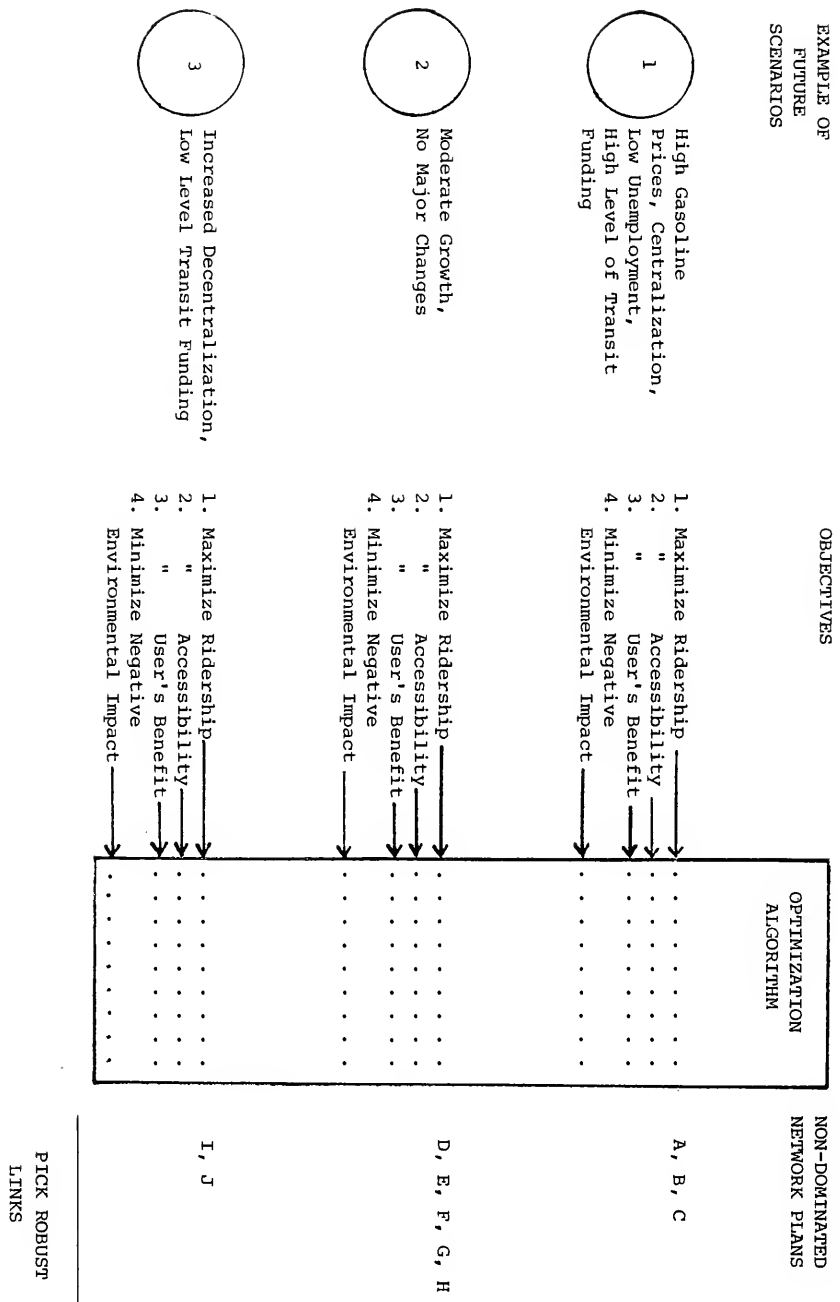 EXAMPLE OF
FUTURE
SCENARIOS
OBJECTIVES
OPTIMIZATION
ALGORITHM
NON-DOMINATED
NETWORK PLANS
1
High Gasoline
Prices, Centralization,
Low Unemployment,
High Level of Transit
Funding
1. Maximize Ridership
2. " Accessibility
3. " User's Benefit
4. Minimize Negative
Environmental Impact
A, B, C
2
Moderate Growth,
No Major Changes
1. Maximize Ridership
2. " Accessibility
3. " User's Benefit
4. Minimize Negative
Environmental Impact
D, E, F, G, H
3
Increased Decentralization,
Low Level Transit Funding
1. Maximize Ridership
2. " Accessibility
3. " User's Benefit
4. Minimize Negative
Environmental Impact
I, J
PICK ROBUST
LINKS